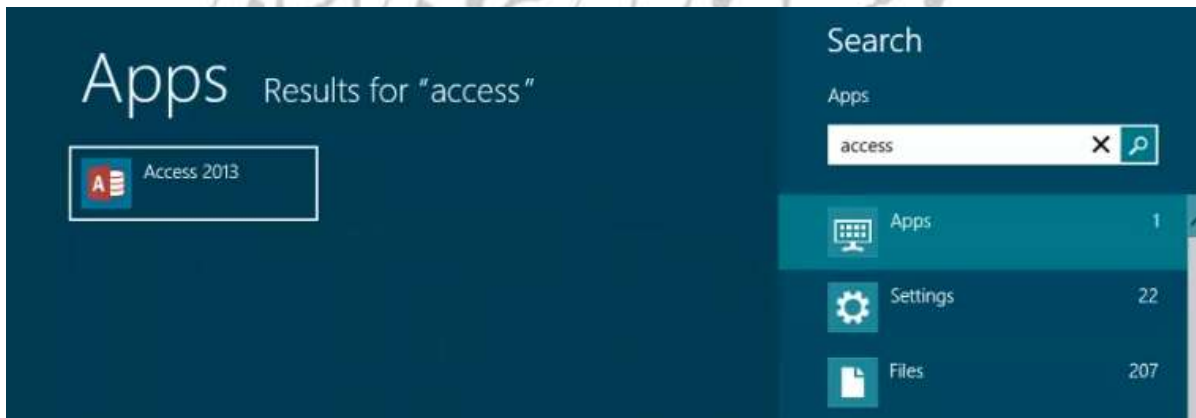 Apps Results for "access"
Access 2013
Search
Apps
access
Apps 1
Settings 22
Files 207